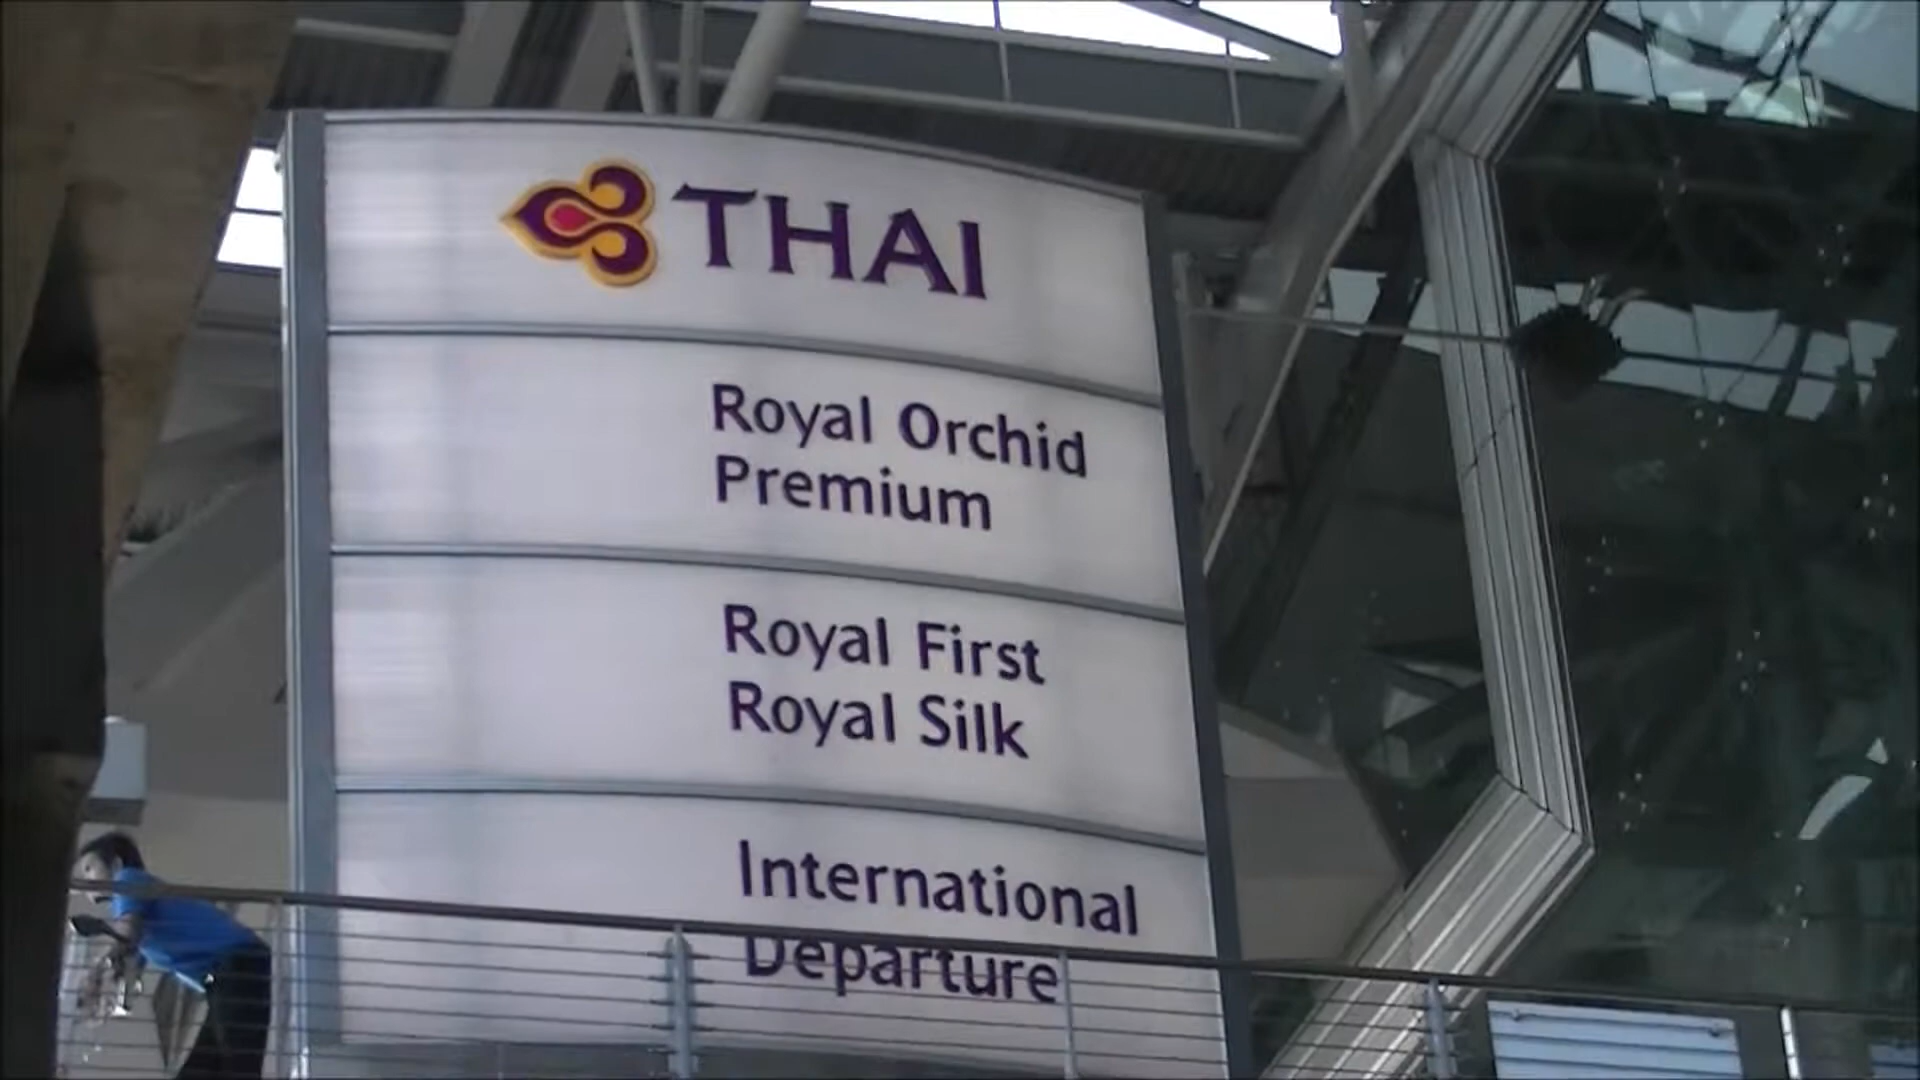 THAI
Royal Orchid
Premium
Royal First
Royal Silk
International
Departure